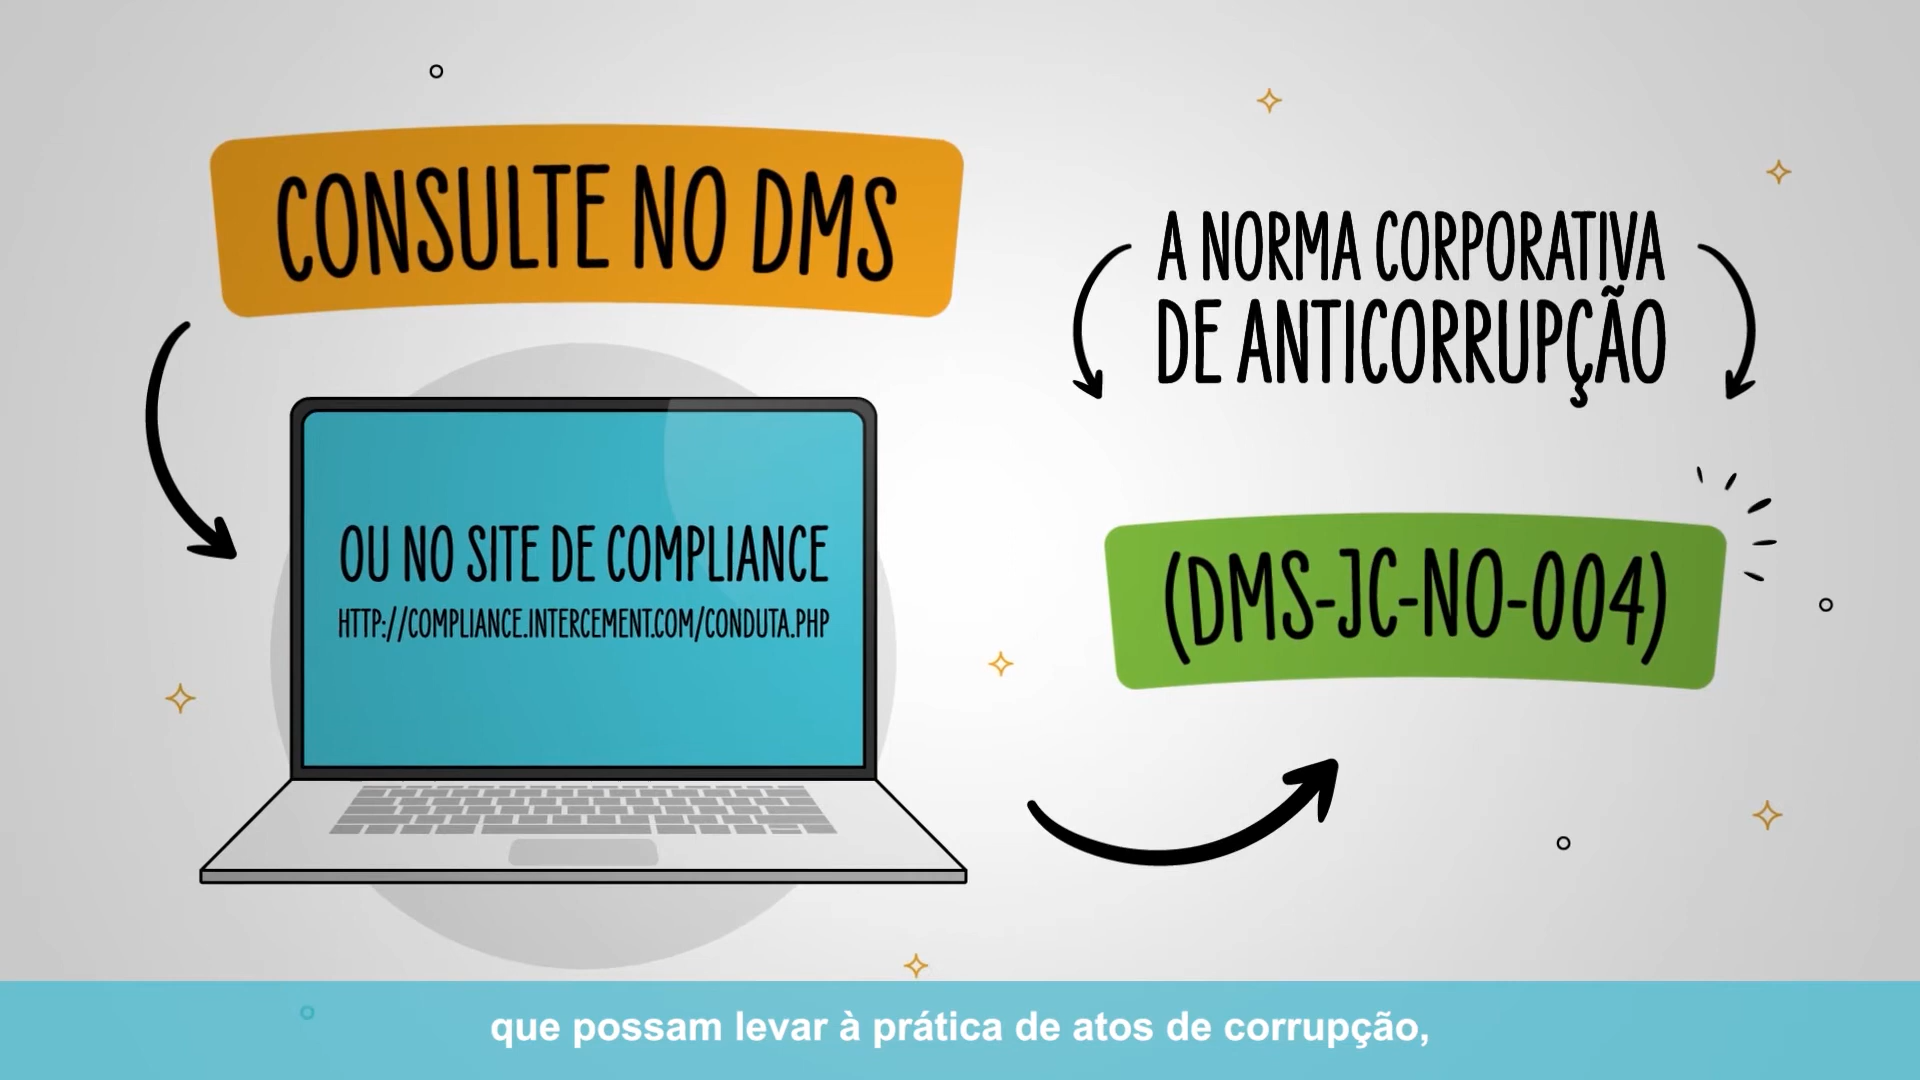 CONSULTE NO DMS
OU NO SITE DE COMPLIANCE
HTTP://COMPLIANCE.INTERCEMENT.COM/CONDUTA.PHP
A NORMA CORPORATIVA
DE ANTICORRUPÇÃO
(DMS-JC-NO-004)
que possam levar à prática de atos de corrupção,